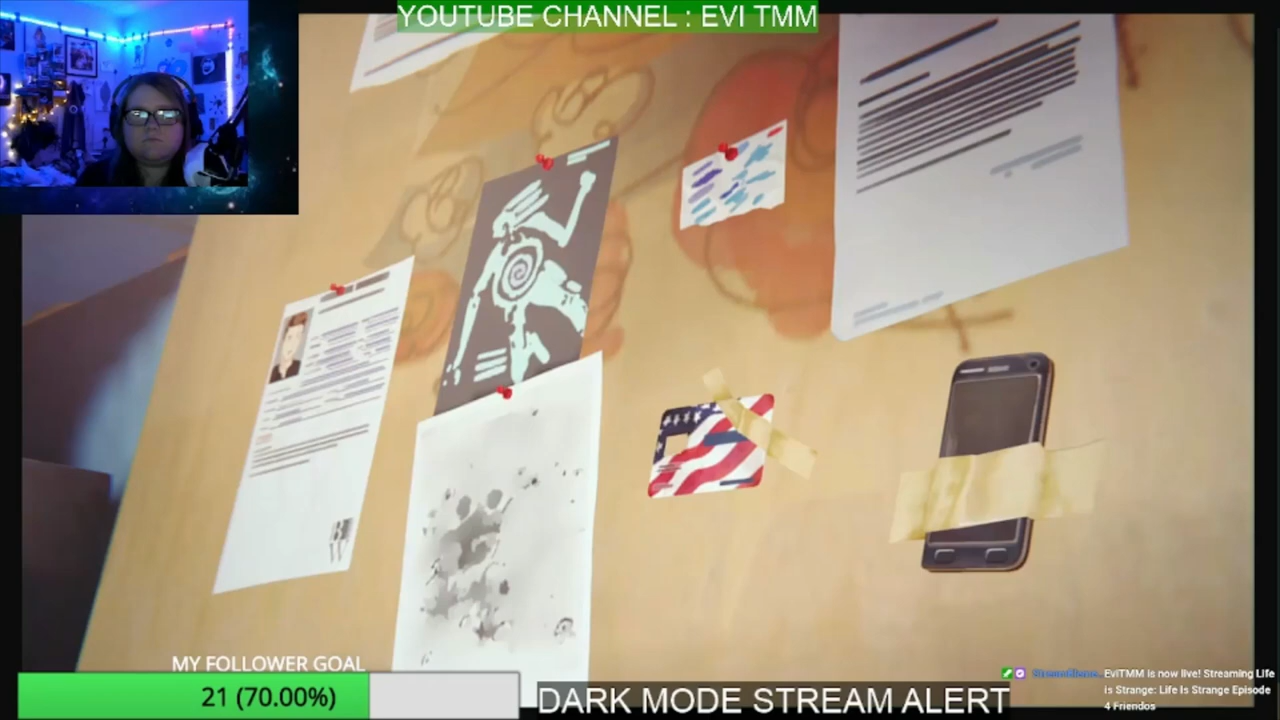 YOUTUBE CHANNEL : EVI TMM
MY FOLLOWER GOAL
21 (70.00%)
DARK MODE STREAM ALERT
EviTMM is now live! Streaming Life
is Strange: Life Is Strange Episode
4 Friendos